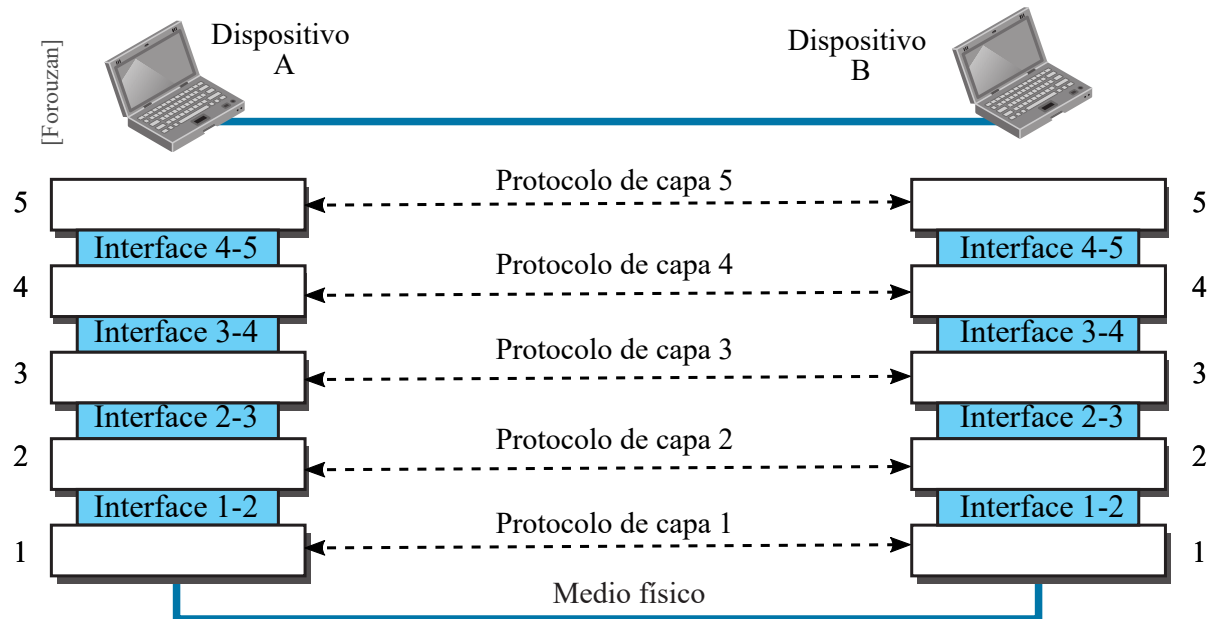 [Forouzan]
Dispositivo
A
Dispositivo
B
5
Protocolo de capa 5
5
Interface 4-5
Interface 4-5
4
Protocolo de capa 4
4
Interface 3-4
Interface 3-4
3
Protocolo de capa 3
3
Interface 2-3
Interface 2-3
2
Protocolo de capa 2
2
Interface 1-2
Interface 1-2
1
Protocolo de capa 1
1
Medio físico